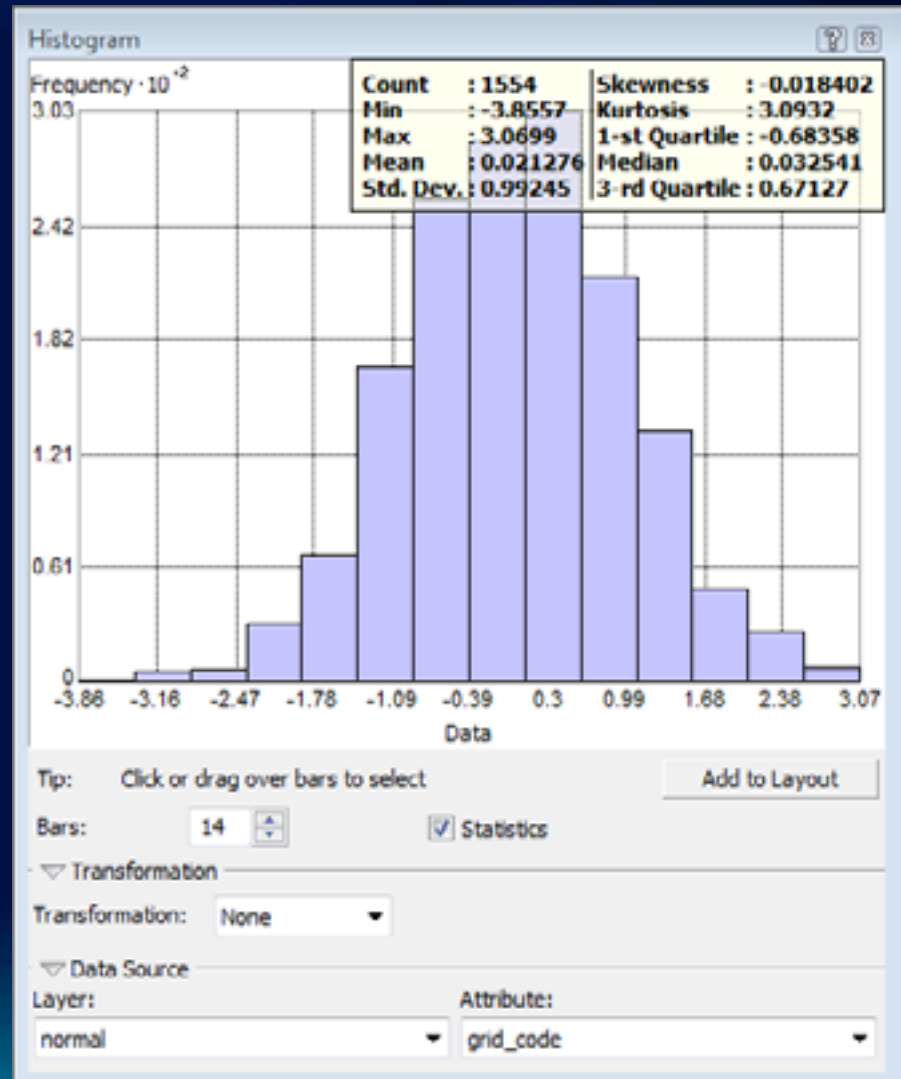 Histogram
Frequency · 10⁺²
Count : 1554 Skewness : -0.018402
Min : -3.8557 Kurtosis : 3.0932
Max : 3.0699 1-st Quartile : -0.68358
Mean : 0.021276 Median : 0.032541
Std. Dev. : 0.99245 3-rd Quartile : 0.67127
3.03
2.42
1.82
1.21
0.61
0
-3.86 -3.16 -2.47 -1.78 -1.09 -0.39 0.3 0.99 1.68 2.38 3.07
Data
Tip: Click or drag over bars to select Add to Layout
Bars: 14 Statistics
Transformation
Transformation: None
Data Source
Layer: Attribute:
normal grid_code